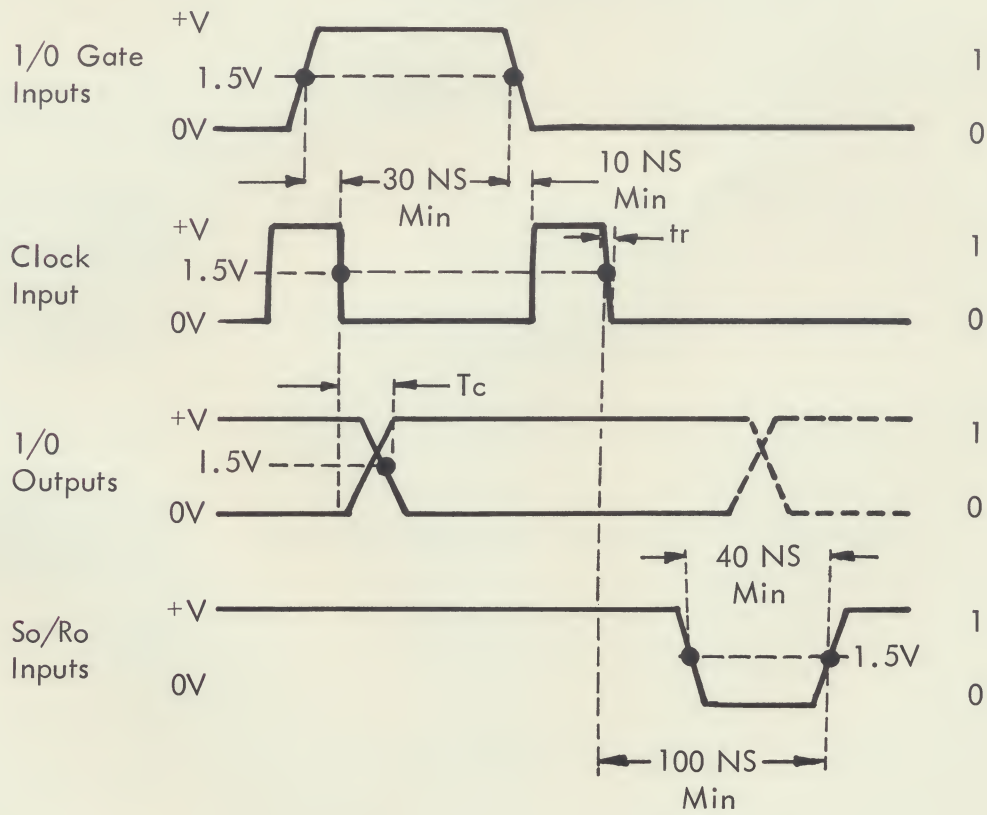 1/0 Gate
Inputs
+V
1.5V
0V
1
0
30 NS
Min
10 NS
Min
Clock
Input
+V
1.5V
0V
tr
1
0
Tc
1/0
Outputs
+V
1.5V
0V
1
0
40 NS
Min
So/Ro
Inputs
+V
0V
1.5V
1
0
100 NS
Min